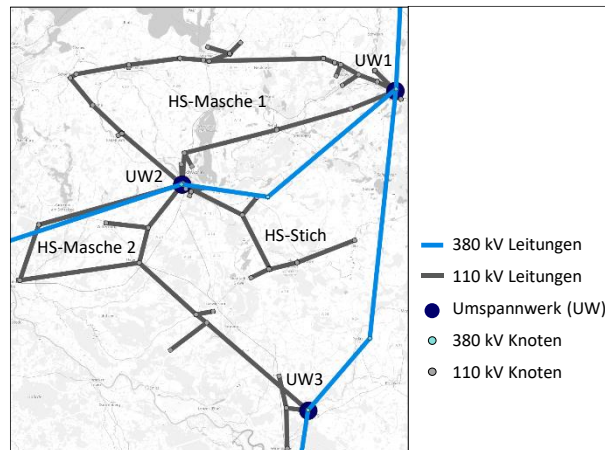 UW1
HS-Masche 1
UW2
HS-Masche 2
HS-Stich
UW3
380 kV Leitungen
110 kV Leitungen
Umspannwerk (UW)
380 kV Knoten
110 kV Knoten